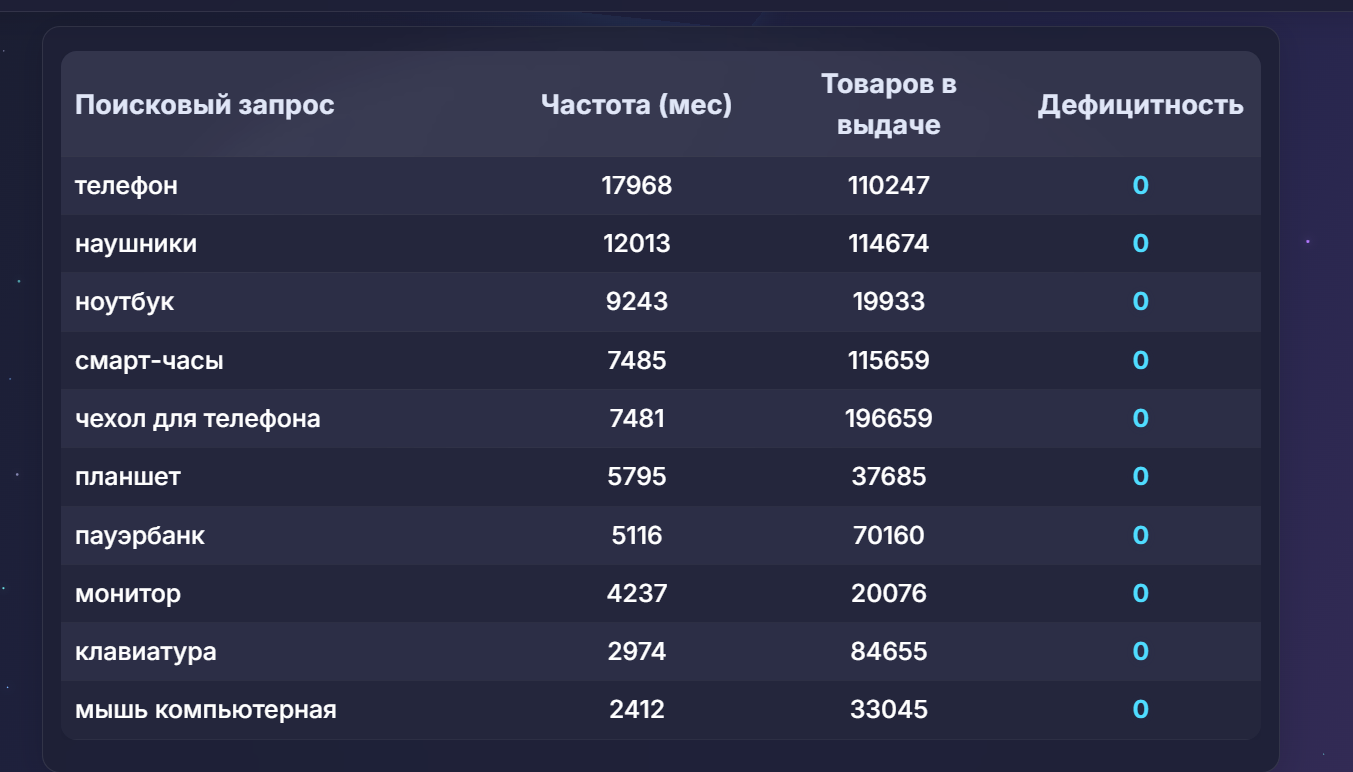 Поисковый запрос Частота (мес) Товаров в выдаче Дефицитность
телефон 17968 110247 0
наушники 12013 114674 0
ноутбук 9243 19933 0
смарт-часы 7485 115659 0
чехол для телефона 7481 196659 0
планшет 5795 37685 0
пауэрбанк 5116 70160 0
монитор 4237 20076 0
клавиатура 2974 84655 0
мышь компьютерная 2412 33045 0